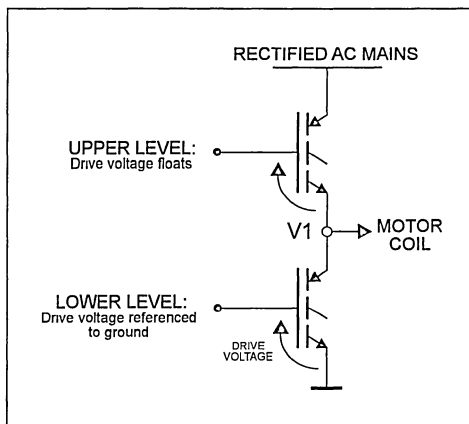 RECTIFIED AC MAINS
UPPER LEVEL:
Drive voltage floats
V1
MOTOR
COIL
LOWER LEVEL:
Drive voltage referenced
to ground
DRIVE
VOLTAGE